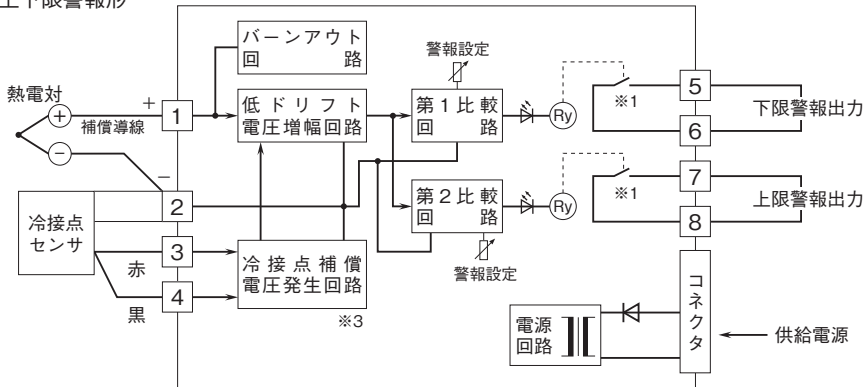 上下限警報形
バーンアウト
回路
警報設定
熱電対
+
補償導線
+
1
低ドリフト
電圧増幅回路
第1比較
回路
Ry
※1
5
6
下限警報出力
−
−
2
第2比較
回路
Ry
※1
7
8
上限警報出力
警報設定
冷接点
センサ
赤
3
黒
4
冷接点補償
電圧発生回路
※3
電源
回路
コネクタ
供給電源